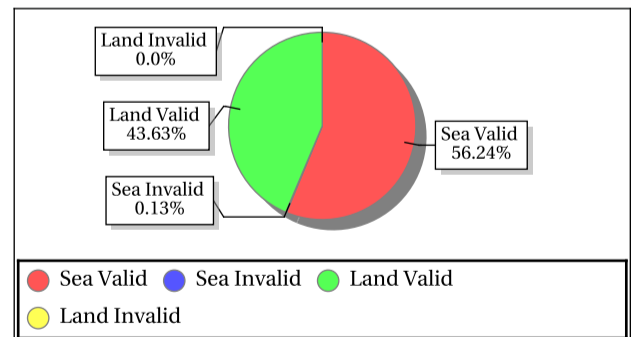 Land Invalid
0.0%
Land Valid
43.63%
Sea Valid
56.24%
Sea Invalid
0.13%
Sea Valid Sea Invalid Land Valid
Land Invalid